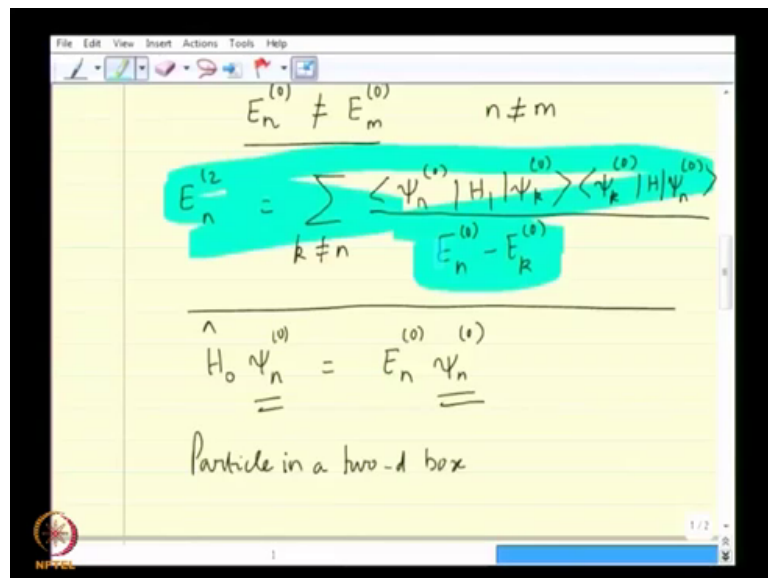 File Edit View Insert Actions Tools Help
E_n^{(0)} ≠ E_m^{(0)} n ≠ m
E_n^{(2} = ∑_{k ≠ n} <ψ_n^{(0)} | H_1 | ψ_k^{(0)}> <ψ_k^{(0)} | H | ψ_n^{(0)}> / E_n^{(0)} - E_k^{(0)}
Ĥ_0 ψ_n^{(0)} = E_n^{(0)} ψ_n^{(0)}
Particle in a two-d box
1/2
1
NPTEL